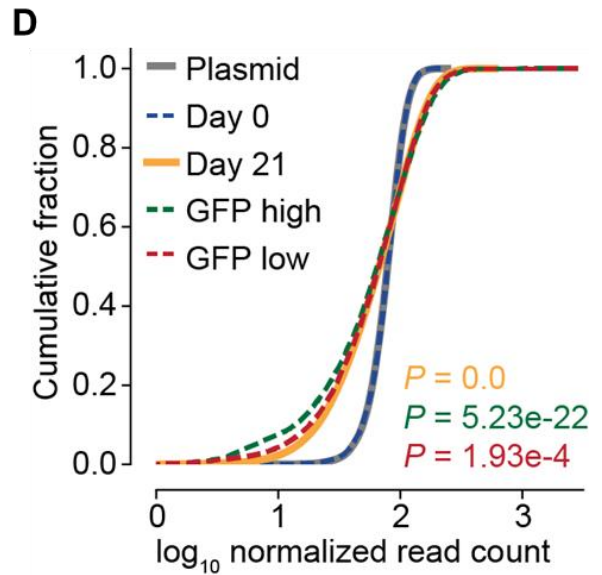 D
Cumulative fraction
1.0
0.8
0.6
0.4
0.2
0.0
Plasmid
Day 0
Day 21
GFP high
GFP low
P = 0.0
P = 5.23e-22
P = 1.93e-4
0 1 2 3
log₁₀ normalized read count